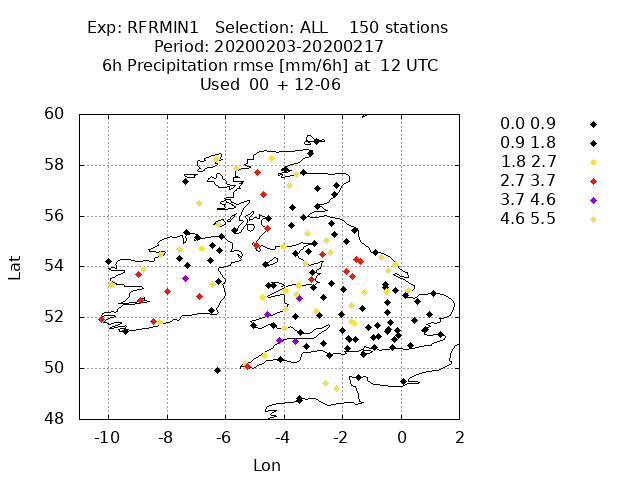 Exp: RFRMIN1 Selection: ALL 150 stations
Period: 20200203-20200217
6h Precipitation rmse [mm/6h] at 12 UTC
Used 00 + 12-06
60
58
56
54
52
50
48
Lat
-10 -8 -6 -4 -2 0 2
Lon
0.0 0.9
0.9 1.8
1.8 2.7
2.7 3.7
3.7 4.6
4.6 5.5